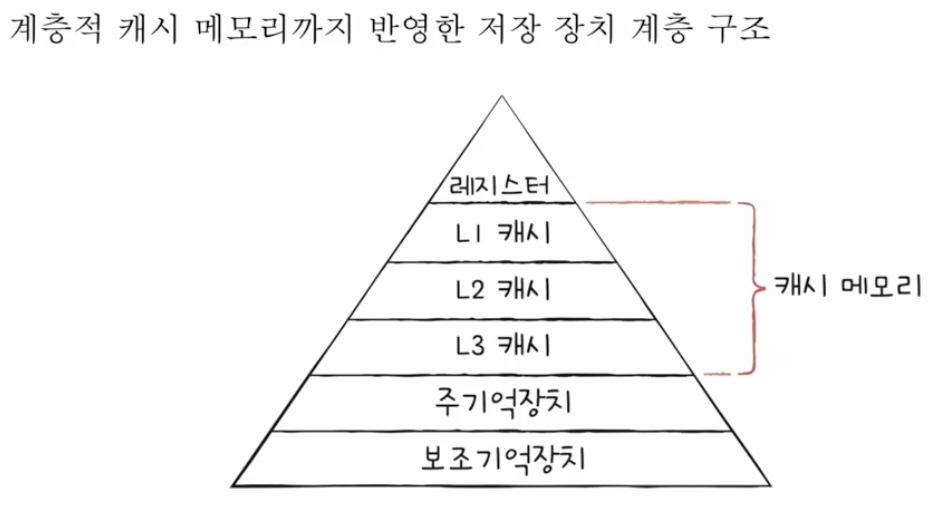 계층적 캐시 메모리까지 반영한 저장 장치 계층 구조
레지스터
L1 캐시
L2 캐시
캐시 메모리
L3 캐시
주기억장치
보조기억장치